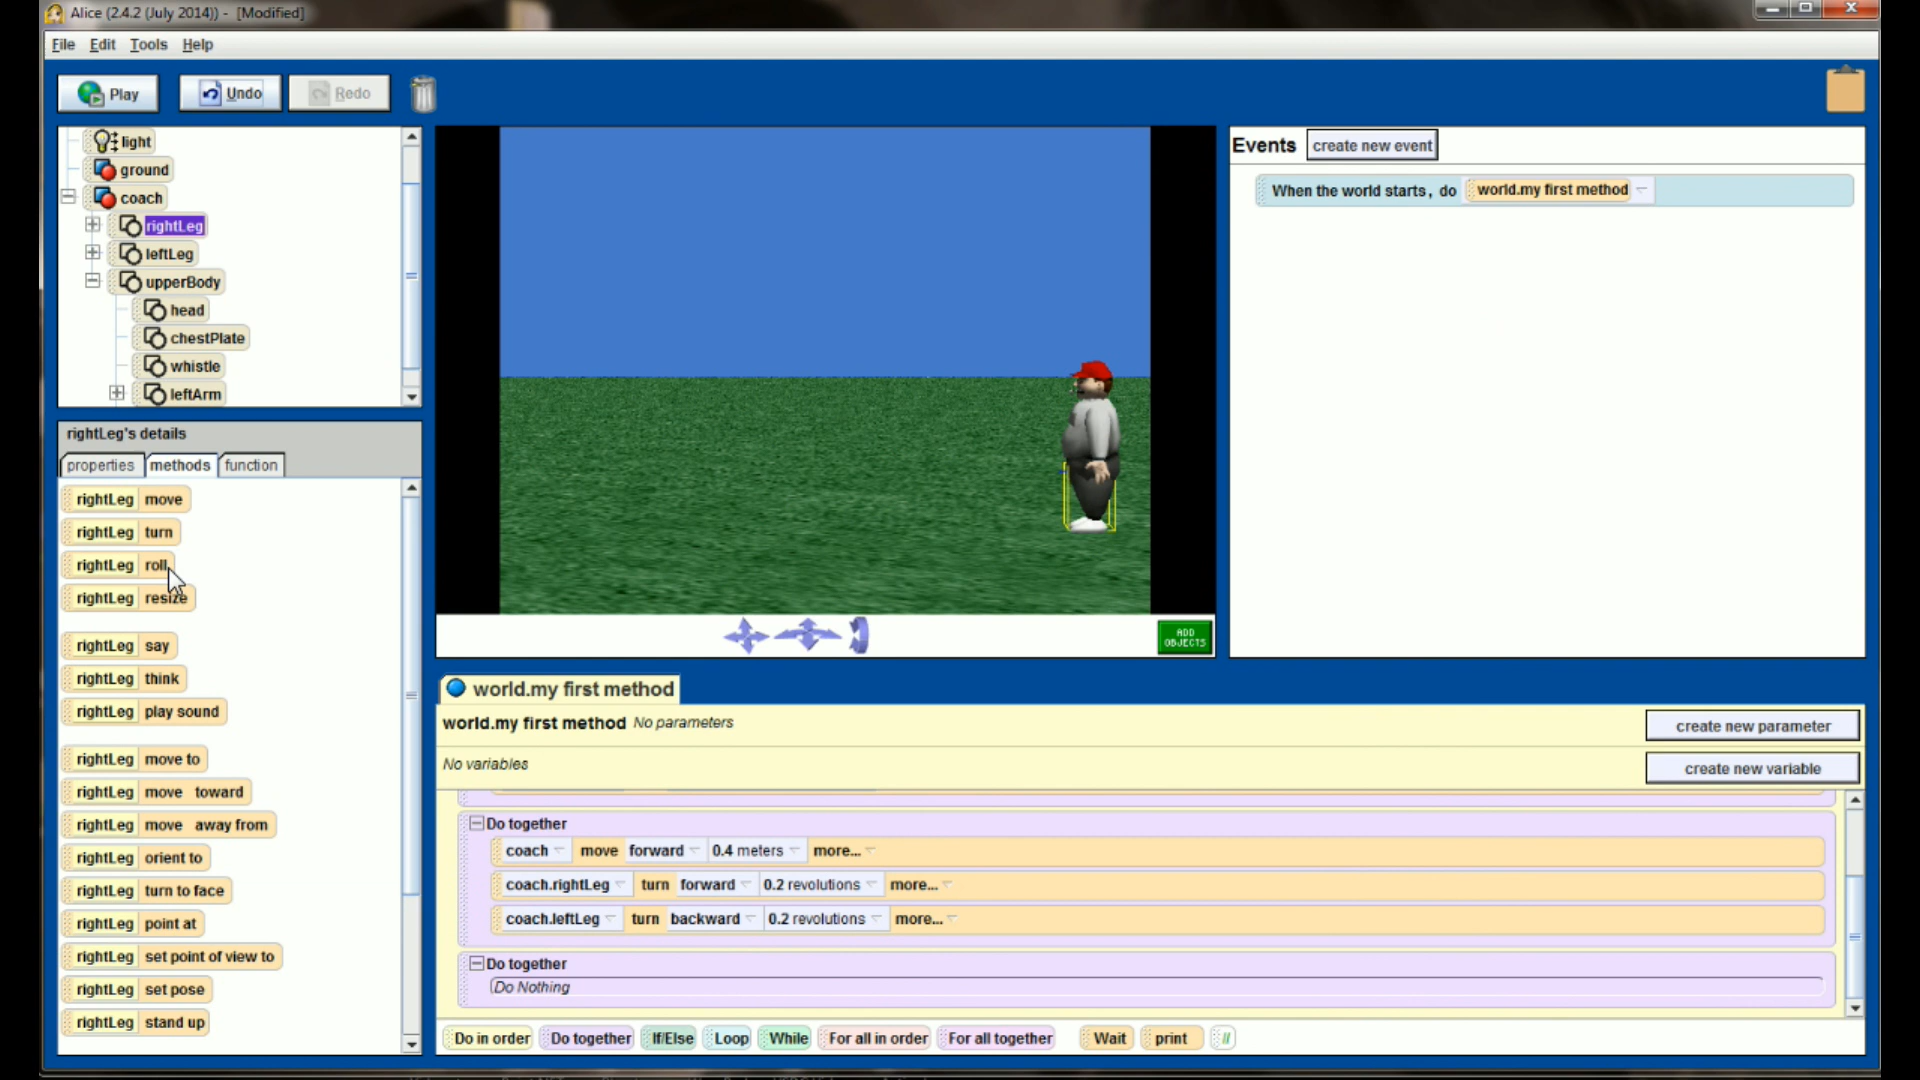 Alice (2.4.2 (July 2014)) - [Modified]
File Edit Tools Help
Play Undo Redo
light
ground
coach
rightLeg
leftLeg
upperBody
head
chestPlate
whistle
leftArm
rightLeg's details
properties methods function
rightLeg move
rightLeg turn
rightLeg roll
rightLeg resize
rightLeg say
rightLeg think
rightLeg play sound
rightLeg move to
rightLeg move toward
rightLeg move away from
rightLeg orient to
rightLeg turn to face
rightLeg point at
rightLeg set point of view to
rightLeg set pose
rightLeg stand up
ADD
OBJECTS
Events create new event
When the world starts, do world.my first method
world.my first method
world.my first method No parameters
create new parameter
No variables
create new variable
Do together
coach move forward 0.4 meters more...
coach.rightLeg turn forward 0.2 revolutions more...
coach.leftLeg turn backward 0.2 revolutions more...
Do together
(Do Nothing
Do in order Do together If/Else Loop While For all in order For all together Wait print //